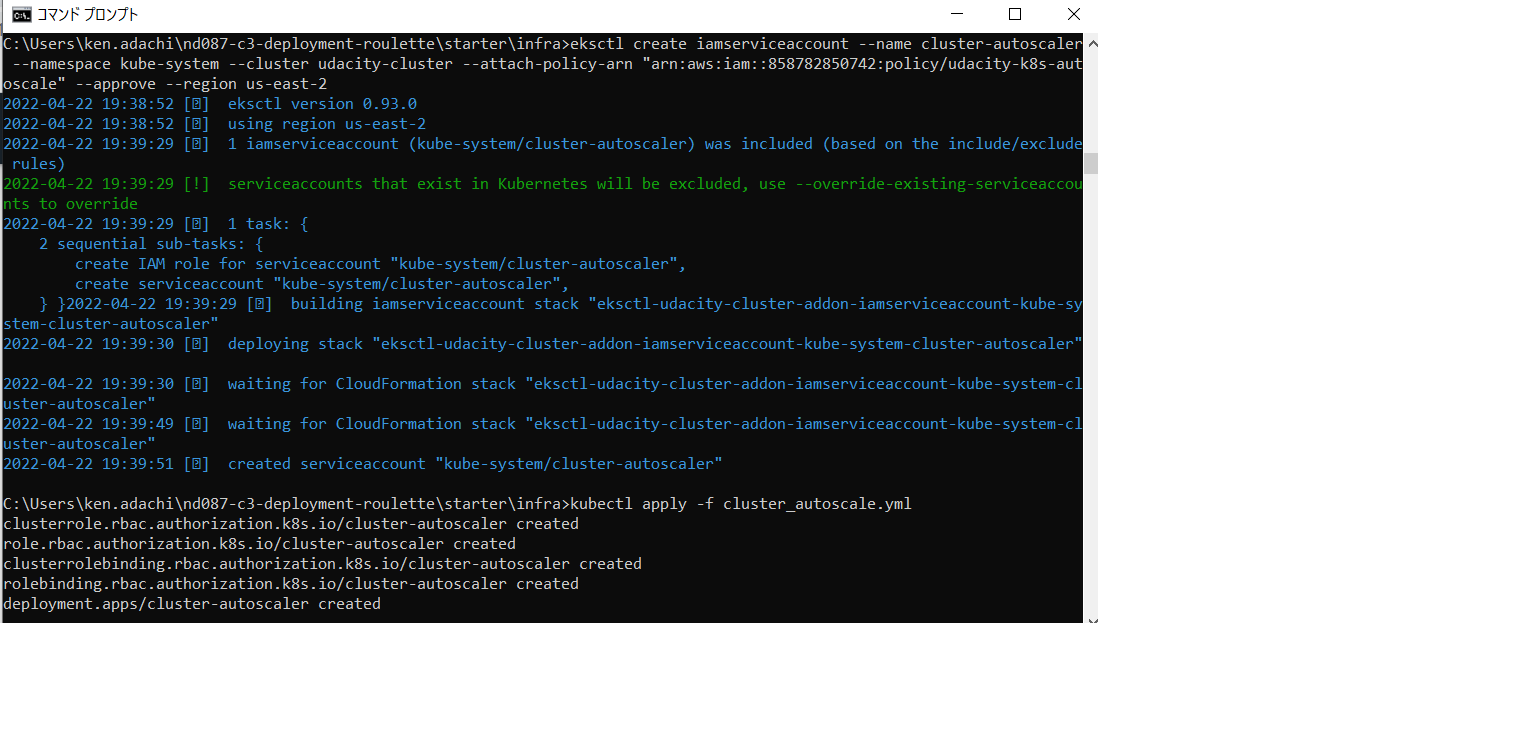 コマンド プロンプト
C:\Users\ken.adachi\nd087-c3-deployment-roulette\starter\infra>eksctl create iamserviceaccount --name cluster-autoscaler
--namespace kube-system --cluster udacity-cluster --attach-policy-arn "arn:aws:iam::858782850742:policy/udacity-k8s-aut
oscale" --approve --region us-east-2
2022-04-22 19:38:52 [⍰]  eksctl version 0.93.0
2022-04-22 19:38:52 [⍰]  using region us-east-2
2022-04-22 19:39:29 [⍰]  1 iamserviceaccount (kube-system/cluster-autoscaler) was included (based on the include/exclude
rules)
2022-04-22 19:39:29 [!]  serviceaccounts that exist in Kubernetes will be excluded, use --override-existing-serviceaccou
nts to override
2022-04-22 19:39:29 [⍰]  1 task: {
2 sequential sub-tasks: {
create IAM role for serviceaccount "kube-system/cluster-autoscaler",
create serviceaccount "kube-system/cluster-autoscaler",
} }2022-04-22 19:39:29 [⍰]  building iamserviceaccount stack "eksctl-udacity-cluster-addon-iamserviceaccount-kube-sy
stem-cluster-autoscaler"
2022-04-22 19:39:30 [⍰]  deploying stack "eksctl-udacity-cluster-addon-iamserviceaccount-kube-system-cluster-autoscaler"
2022-04-22 19:39:30 [⍰]  waiting for CloudFormation stack "eksctl-udacity-cluster-addon-iamserviceaccount-kube-system-cl
uster-autoscaler"
2022-04-22 19:39:49 [⍰]  waiting for CloudFormation stack "eksctl-udacity-cluster-addon-iamserviceaccount-kube-system-cl
uster-autoscaler"
2022-04-22 19:39:51 [⍰]  created serviceaccount "kube-system/cluster-autoscaler"
C:\Users\ken.adachi\nd087-c3-deployment-roulette\starter\infra>kubectl apply -f cluster_autoscale.yml
clusterrole.rbac.authorization.k8s.io/cluster-autoscaler created
role.rbac.authorization.k8s.io/cluster-autoscaler created
clusterrolebinding.rbac.authorization.k8s.io/cluster-autoscaler created
rolebinding.rbac.authorization.k8s.io/cluster-autoscaler created
deployment.apps/cluster-autoscaler created